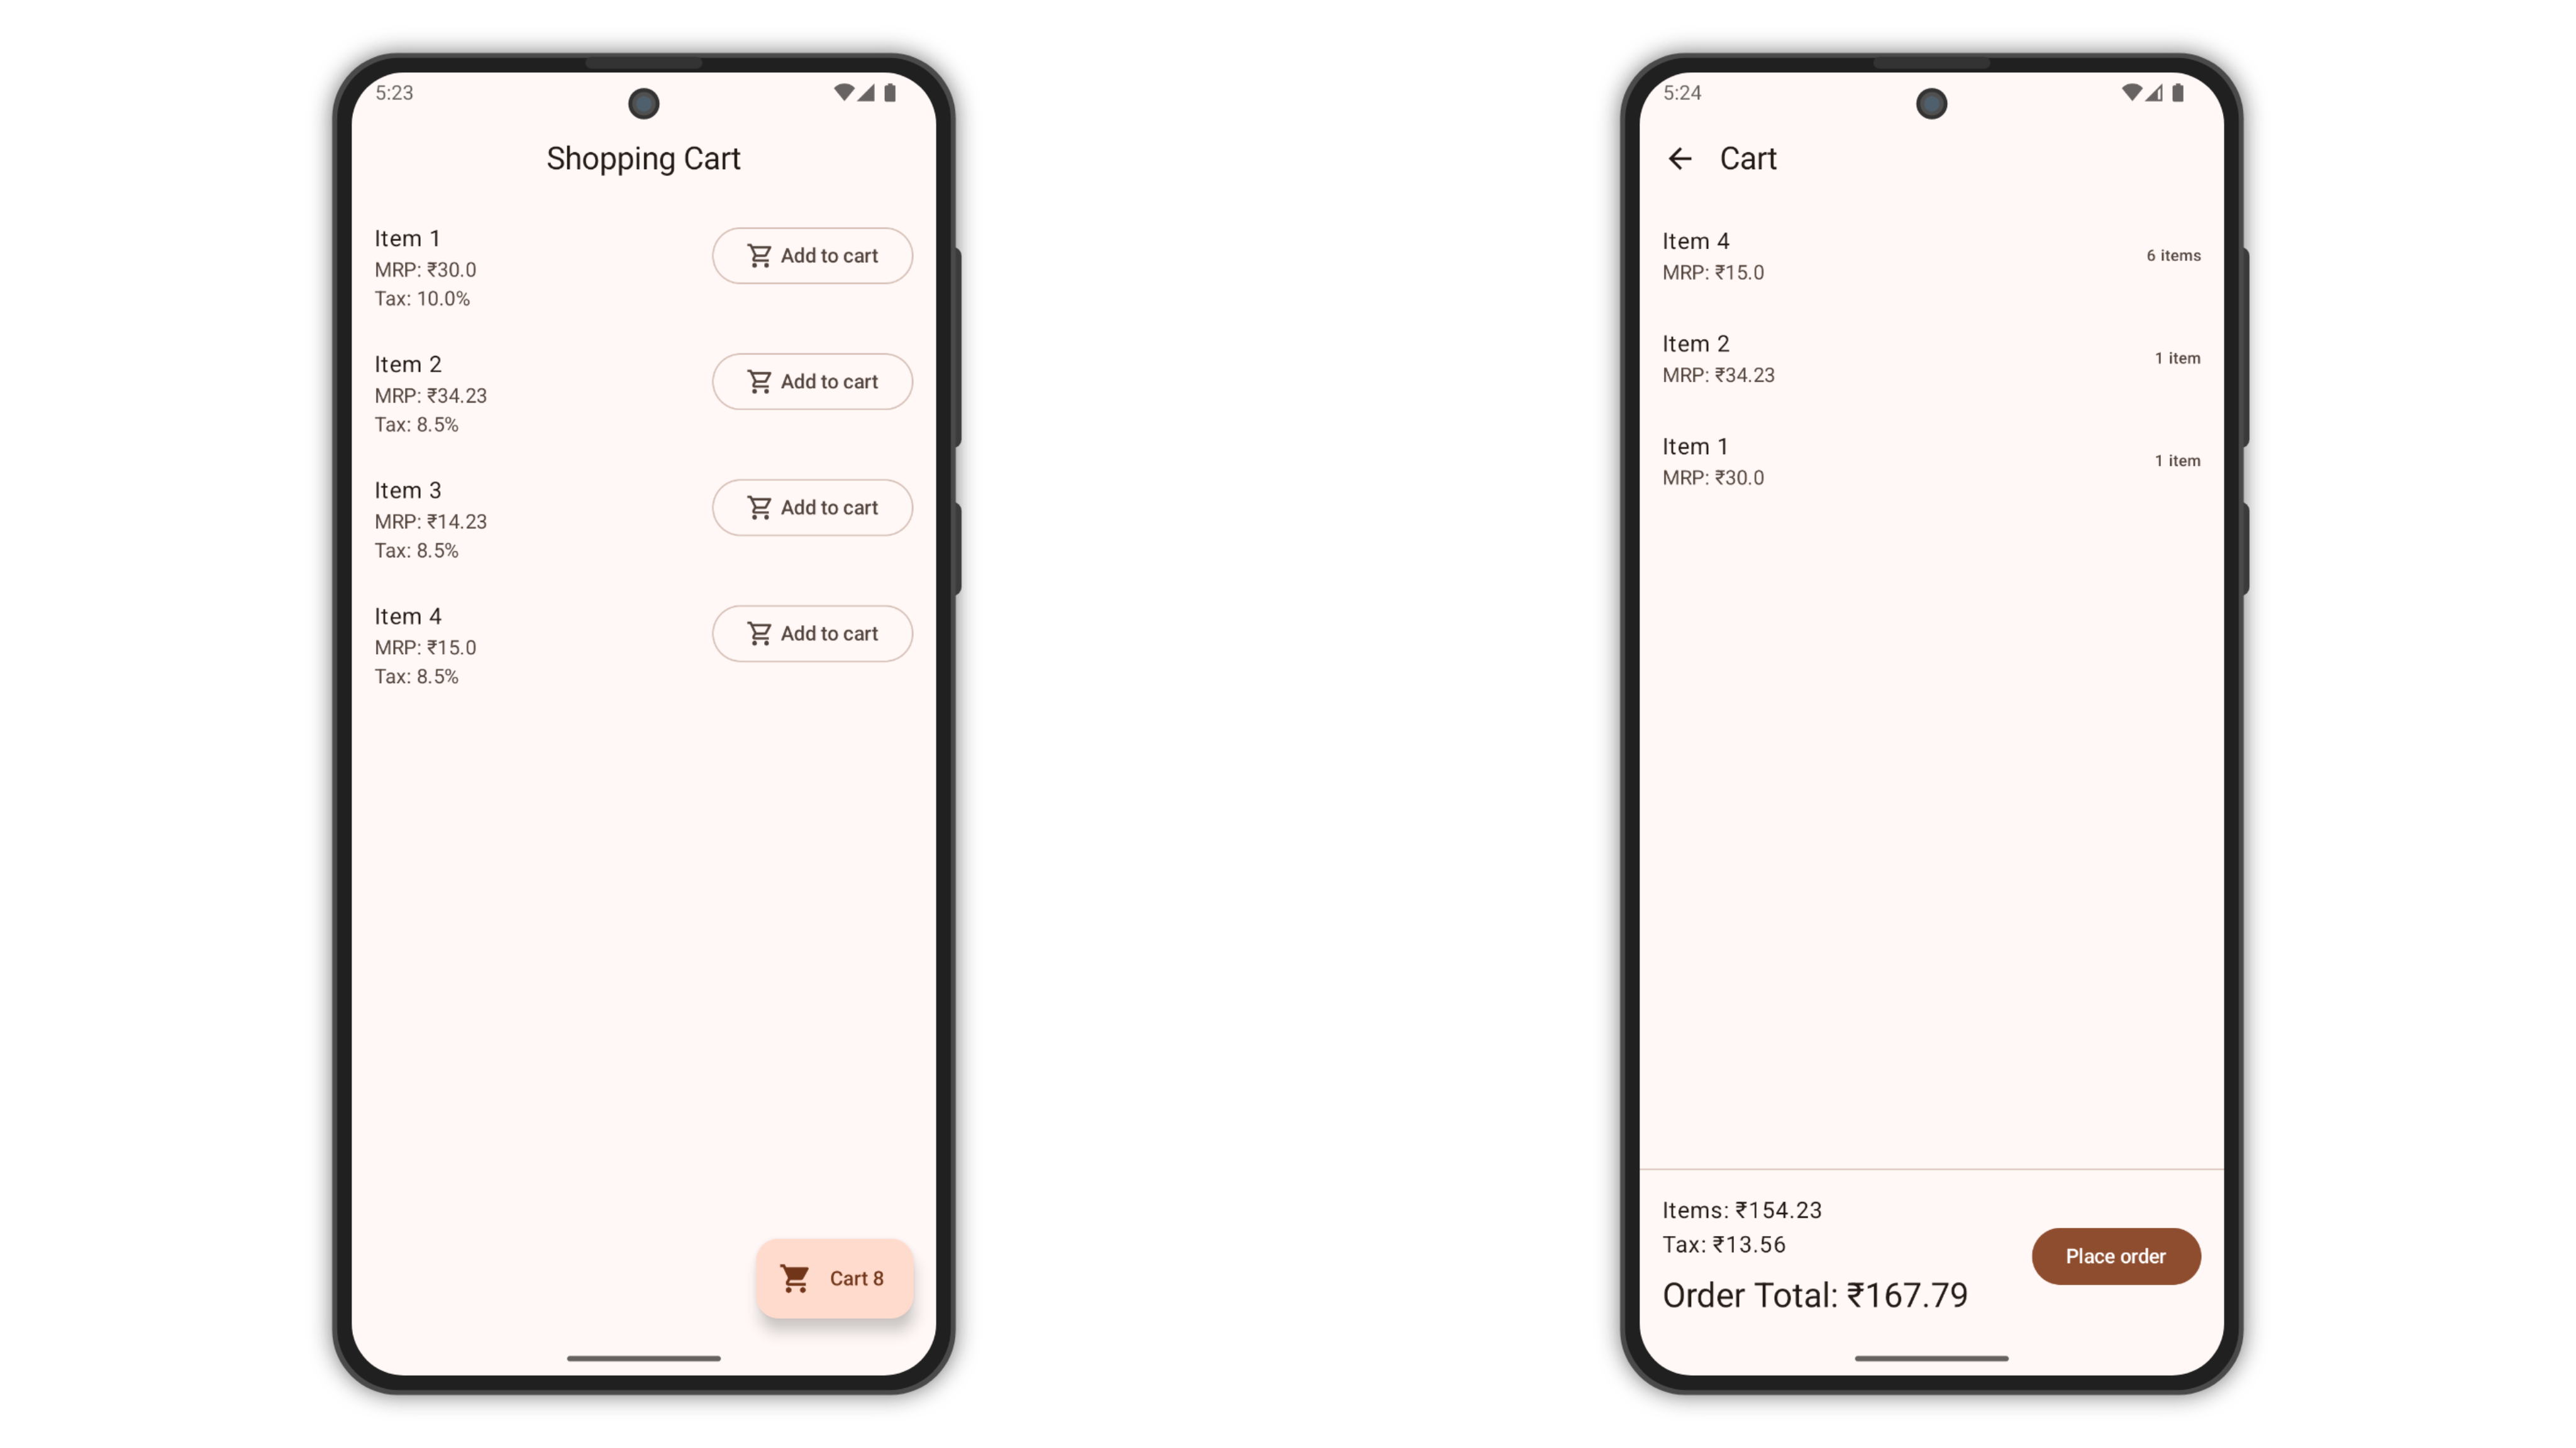 5:23
Shopping Cart
Item 1
MRP: ₹30.0
Tax: 10.0%
Add to cart
Item 2
MRP: ₹34.23
Tax: 8.5%
Add to cart
Item 3
MRP: ₹14.23
Tax: 8.5%
Add to cart
Item 4
MRP: ₹15.0
Tax: 8.5%
Add to cart
Cart 8
5:24
Cart
Item 4
MRP: ₹15.0
6 items
Item 2
MRP: ₹34.23
1 item
Item 1
MRP: ₹30.0
1 item
Items: ₹154.23
Tax: ₹13.56
Order Total: ₹167.79
Place order